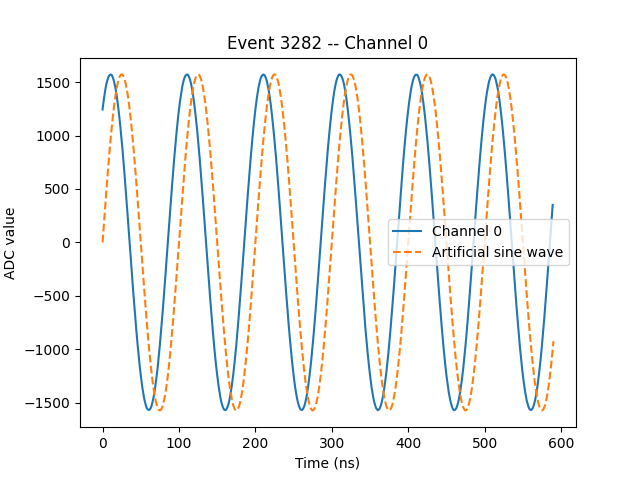 Event 3282 -- Channel 0
ADC value
1500
1000
500
0
−500
−1000
−1500
Channel 0
Artificial sine wave
0 100 200 300 400 500 600
Time (ns)